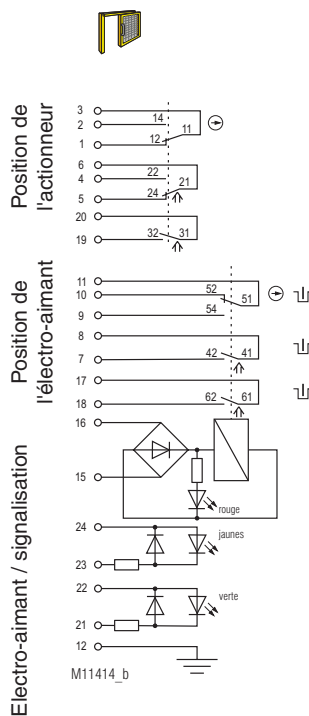 Position de
l'actionneur
3
2 14
11
1 12
6
4 22
21
5 24
20
19 32 31
Position de
l'électro-aimant
11
10 52
51
9 54
8
7 42 41
17
18 62 61
Electro-aimant / signalisation
16
15
rouge
24
jaunes
23
22
verte
21
12
M11414_b